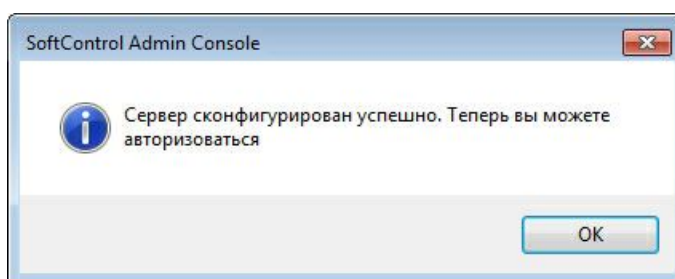 SoftControl Admin Console
Сервер сконфигурирован успешно. Теперь вы можете
авторизоваться
OK